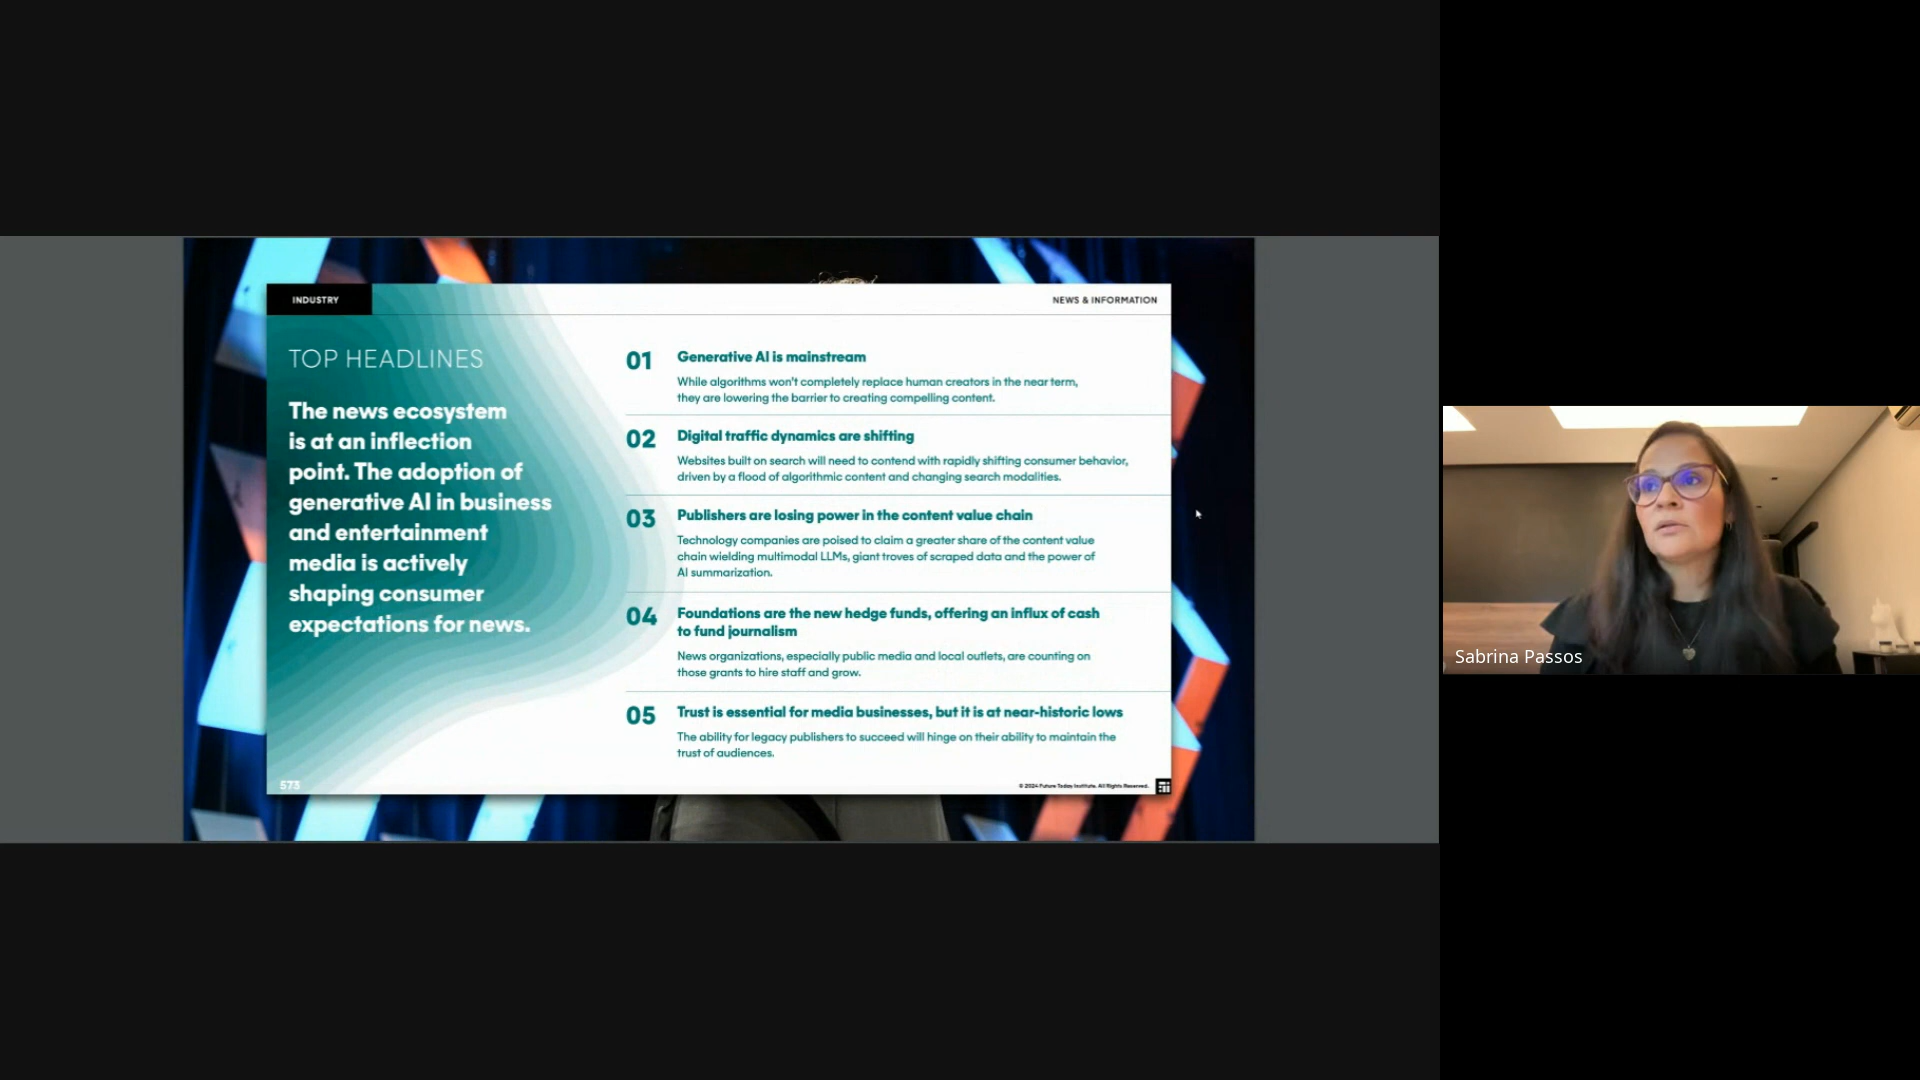 INDUSTRY
NEWS & INFORMATION
TOP HEADLINES
The news ecosystem
is at an inflection
point. The adoption of
generative AI in business
and entertainment
media is actively
shaping consumer
expectations for news.
01 Generative AI is mainstream
While algorithms won't completely replace human creators in the near term,
they are lowering the barrier to creating compelling content.
02 Digital traffic dynamics are shifting
Websites built on search will need to contend with rapidly shifting consumer behavior,
driven by a flood of algorithmic content and changing search modalities.
03 Publishers are losing power in the content value chain
Technology companies are poised to claim a greater share of the content value
chain wielding multimodal LLMs, giant troves of scraped data and the power of
AI summarization.
04 Foundations are the new hedge funds, offering an influx of cash
to fund journalism
News organizations, especially public media and local outlets, are counting on
those grants to hire staff and grow.
05 Trust is essential for media businesses, but it is at near-historic lows
The ability for legacy publishers to succeed will hinge on their ability to maintain the
trust of audiences.
573
© 2024 Future Today Institute. All Rights Reserved.
Sabrina Passos